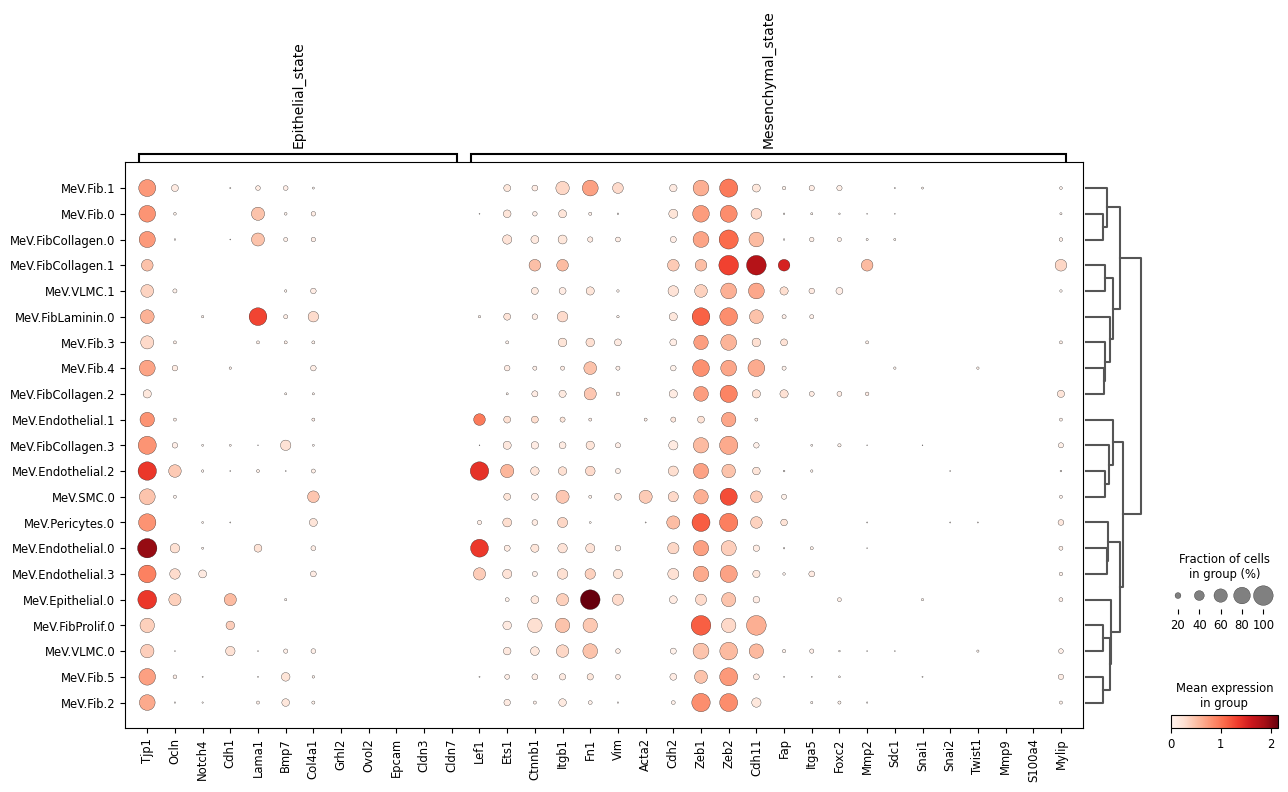 Epithelial_state
Mesenchymal_state
MeV.Fib.1
MeV.Fib.0
MeV.FibCollagen.0
MeV.FibCollagen.1
MeV.VLMC.1
MeV.FibLaminin.0
MeV.Fib.3
MeV.Fib.4
MeV.FibCollagen.2
MeV.Endothelial.1
MeV.FibCollagen.3
MeV.Endothelial.2
MeV.SMC.0
MeV.Pericytes.0
MeV.Endothelial.0
MeV.Endothelial.3
MeV.Epithelial.0
MeV.FibProlif.0
MeV.VLMC.0
MeV.Fib.5
MeV.Fib.2
Tjp1
Ocln
Notch4
Cdh1
Lama1
Bmp7
Col4a1
Grhl2
Ovol2
Epcam
Cldn3
Cldn7
Lef1
Ets1
Ctnnb1
Itgb1
Fn1
Vim
Acta2
Cdh2
Zeb1
Zeb2
Cdh11
Fap
Itga5
Foxc2
Mmp2
Sdc1
Snai1
Snai2
Twist1
Mmp9
S100a4
Mylip
Fraction of cells
in group (%)
20 40 60 80 100
Mean expression
in group
0 1 2